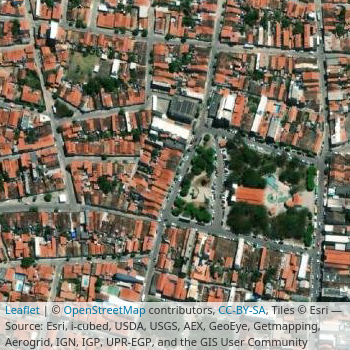 Leaflet | © OpenStreetMap contributors, CC-BY-SA, Tiles © Esri —
Source: Esri, i-cubed, USDA, USGS, AEX, GeoEye, Getmapping,
Aerogrid, IGN, IGP, UPR-EGP, and the GIS User Community